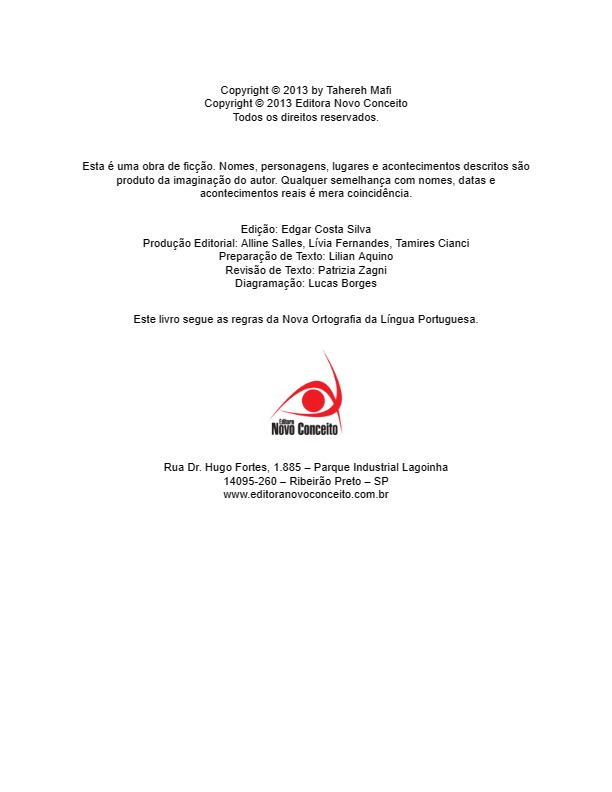 Copyright © 2013 by Tahereh Mafi
Copyright © 2013 Editora Novo Conceito
Todos os direitos reservados.
Esta é uma obra de ficção. Nomes, personagens, lugares e acontecimentos descritos são
produto da imaginação do autor. Qualquer semelhança com nomes, datas e
acontecimentos reais é mera coincidência.
Edição: Edgar Costa Silva
Produção Editorial: Alline Salles, Lívia Fernandes, Tamires Cianci
Preparação de Texto: Lilian Aquino
Revisão de Texto: Patrizia Zagni
Diagramação: Lucas Borges
Este livro segue as regras da Nova Ortografia da Língua Portuguesa.
Editora
Novo Conceito
Rua Dr. Hugo Fortes, 1.885 – Parque Industrial Lagoinha
14095-260 – Ribeirão Preto – SP
www.editoranovoconceito.com.br